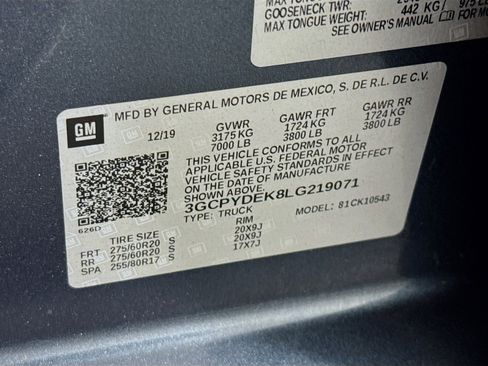 GOOSENECK TWR:
MAX TONGUE WEIGHT: 442 KG / 975 LB
SEE OWNER'S MANUAL
GM
MFD BY GENERAL MOTORS DE MEXICO, S. DE R.L. DE C.V.
12/19 GVWR GAWR FRT GAWR RR
3175 KG 1724 KG 1724 KG
7000 LB 3800 LB 3800 LB
THIS VEHICLE CONFORMS TO ALL
APPLICABLE U.S. FEDERAL MOTOR
VEHICLE SAFETY STANDARDS IN EFFECT
ON THE DATE OF MANUFACTURE
3GCPYDEK8LG219071
TYPE: TRUCK MODEL: 81CK10543
626D
TIRE SIZE RIM
FRT 275/60R20 S 20X9J
RR 275/60R20 S 20X9J
SPA 255/80R17 S 17X7J